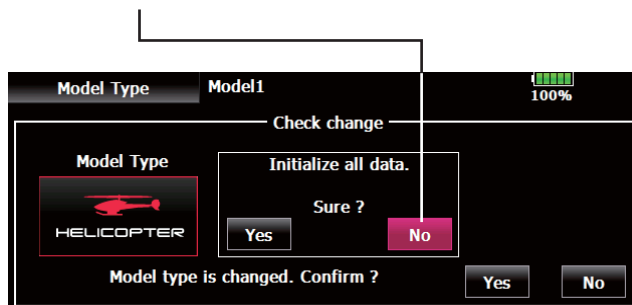 Model Type Model1
100%
Check change
Model Type
Initialize all data.
Sure ?
HELICOPTER
Yes No
Model type is changed. Confirm ? Yes No